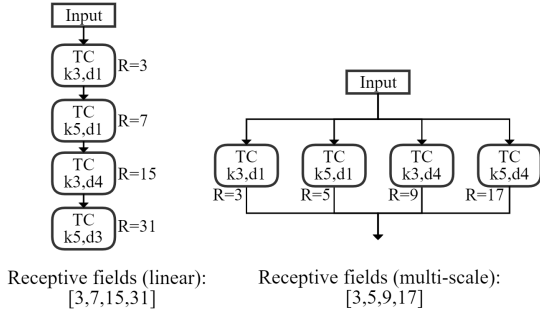 Input
TC
k3,d1
R=3
TC
k5,d1
R=7
TC
k3,d4
R=15
TC
k5,d3
R=31
Receptive fields (linear):
[3,7,15,31]
Input
TC
k3,d1
R=3
TC
k5,d1
R=5
TC
k3,d4
R=9
TC
k5,d4
R=17
Receptive fields (multi-scale):
[3,5,9,17]